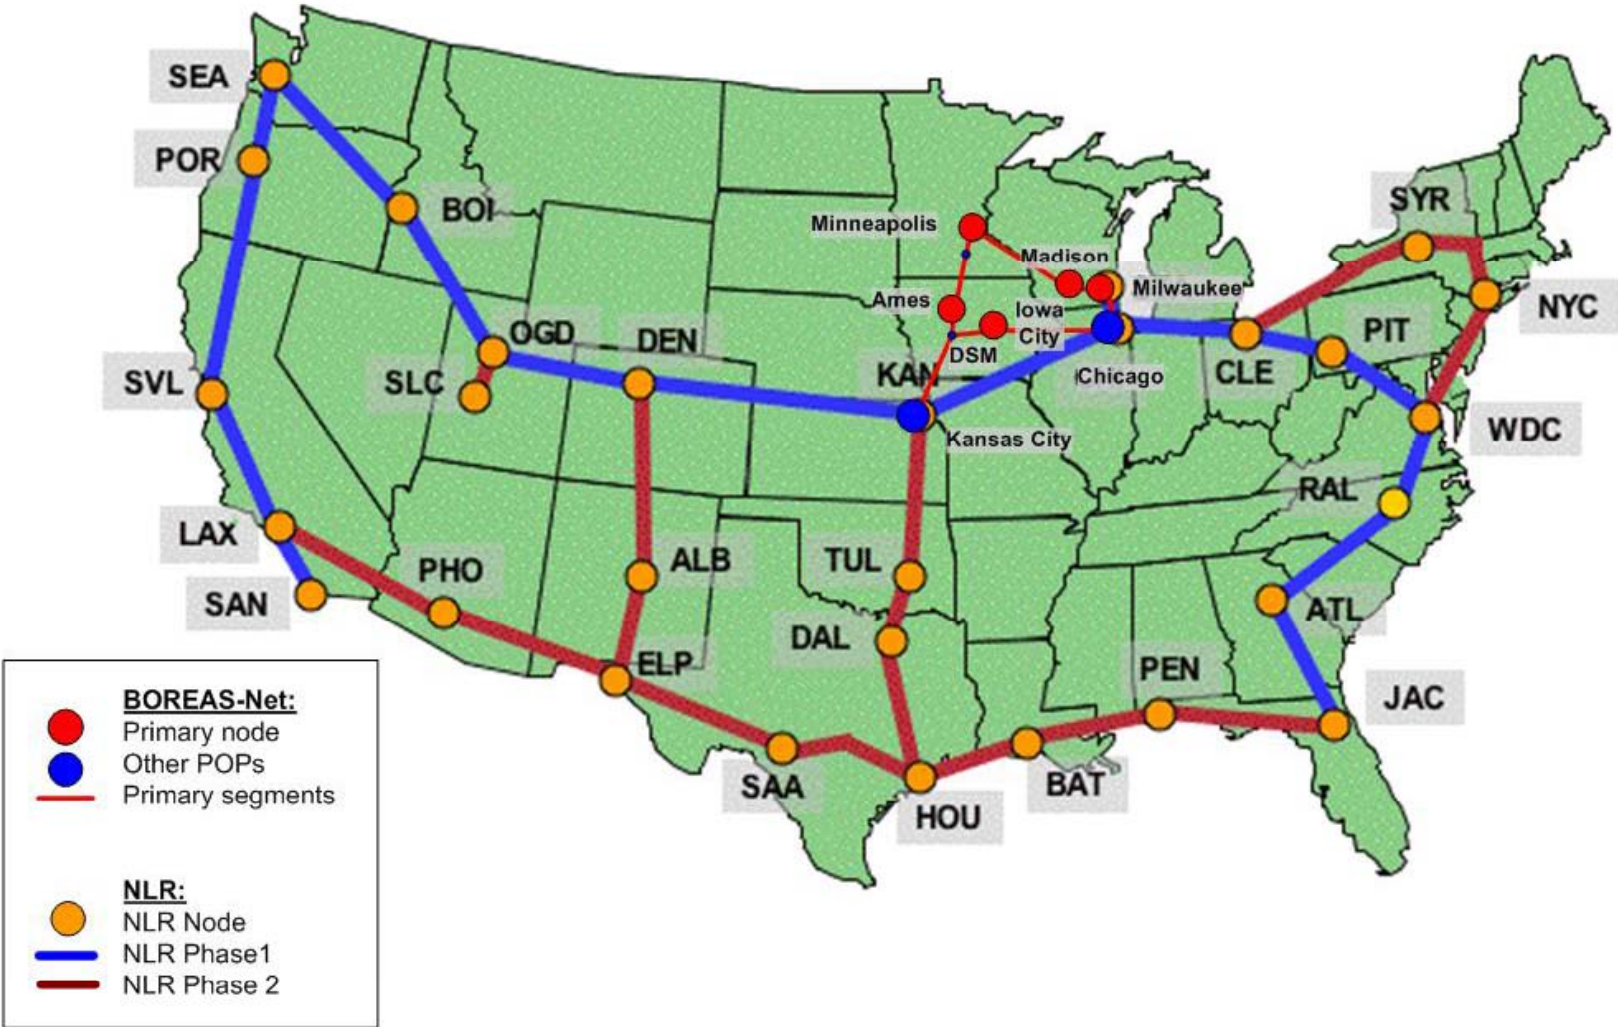 SEA
POR
BOI
SYR
Minneapolis
Madison
Ames
Iowa
City
Milwaukee
NYC
OGD
DEN
DSM
PIT
SVL
SLC
KAN
Chicago
CLE
Kansas City
WDC
RAL
LAX
PHO
ALB
TUL
SAN
ATL
DAL
ELP
PEN
JAC
SAA
BAT
HOU
BOREAS-Net:
Primary node
Other POPs
Primary segments
NLR:
NLR Node
NLR Phase1
NLR Phase 2